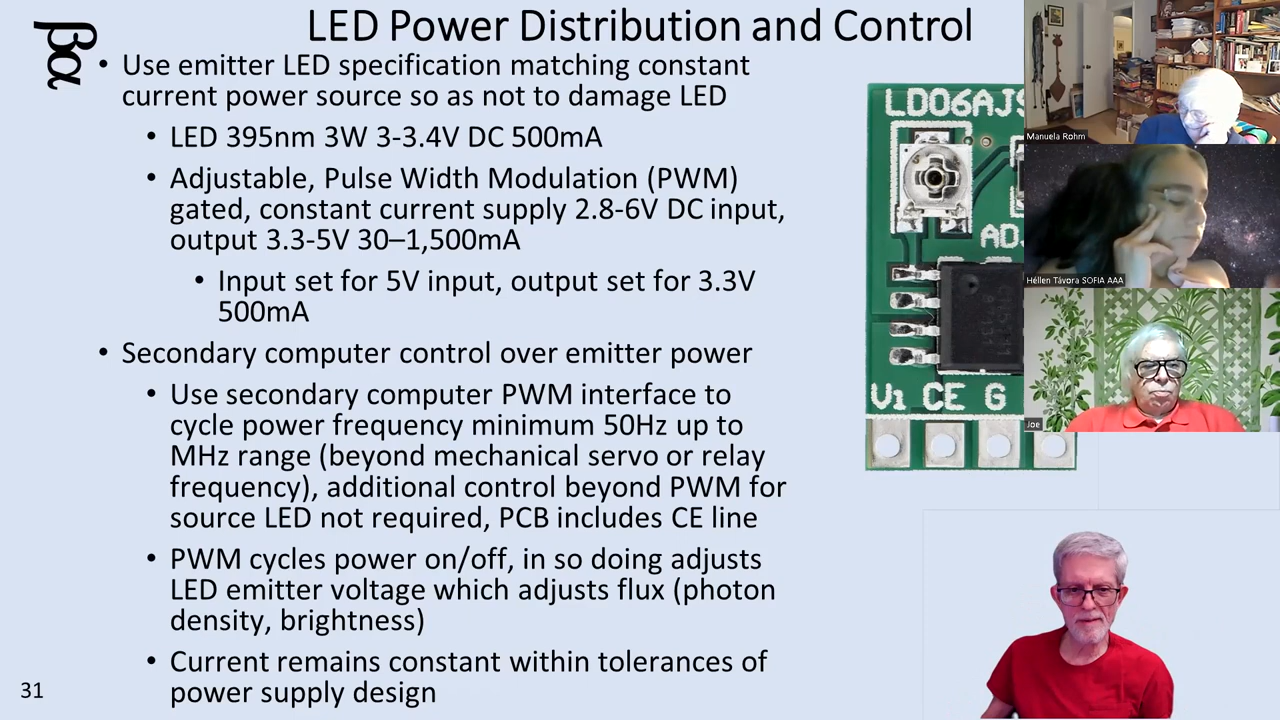 LED Power Distribution and Control
• Use emitter LED specification matching constant
current power source so as not to damage LED
• LED 395nm 3W 3-3.4V DC 500mA
• Adjustable, Pulse Width Modulation (PWM)
gated, constant current supply 2.8-6V DC input,
output 3.3-5V 30–1,500mA
• Input set for 5V input, output set for 3.3V
500mA
• Secondary computer control over emitter power
• Use secondary computer PWM interface to
cycle power frequency minimum 50Hz up to
MHz range (beyond mechanical servo or relay
frequency), additional control beyond PWM for
source LED not required, PCB includes CE line
• PWM cycles power on/off, in so doing adjusts
LED emitter voltage which adjusts flux (photon
density, brightness)
• Current remains constant within tolerances of
power supply design
31
V1 CE G
Manuela Rohm
Héllen Távora SOFIA AAA
Joe